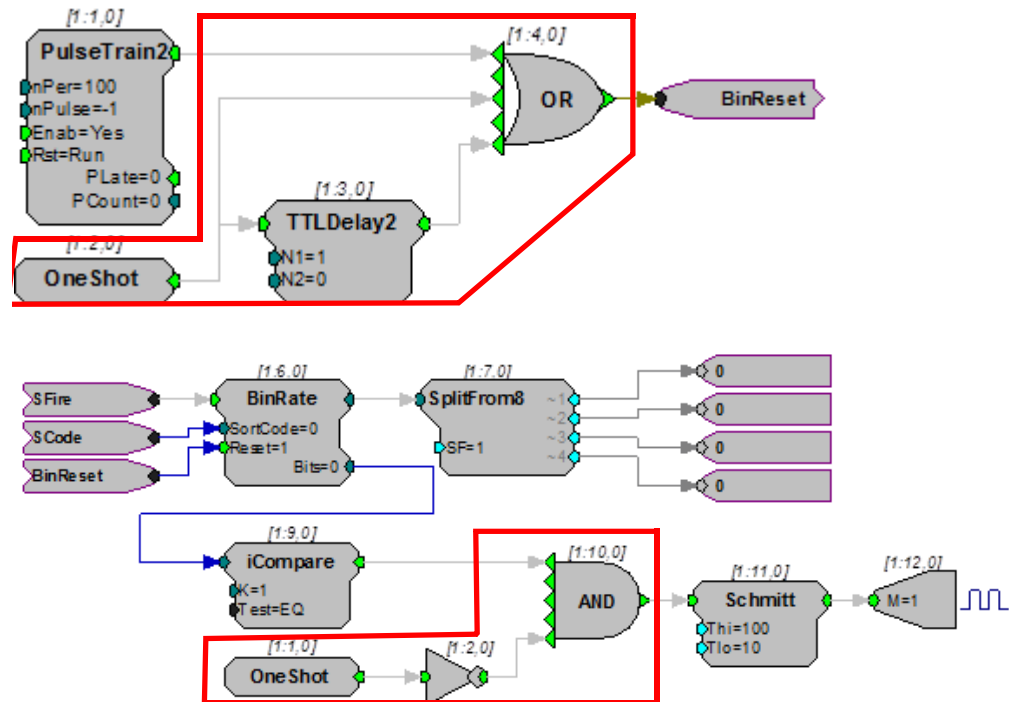 [1:1,0]
PulseTrain2
nPer=100
nPulse=-1
Enab=Yes
Rst=Run
PLate=0
PCount=0
[1:4,0]
OR
BinReset
[1:3,0]
TTLDelay2
N1=1
N2=0
[1:2,0]
OneShot
[1:6,0]
[1:7,0]
SFire
BinRate
SplitFrom8
~1
0
SCode
SortCode=0
~2
0
BinReset
Reset=1
SF=1
~3
0
Bits=0
~4
0
[1:9,0]
iCompare
K=1
Test=EQ
[1:10,0]
AND
[1:11,0]
Schmitt
Thi=100
Tlo=10
[1:12,0]
M=1
[1:1,0]
OneShot
[1:2,0]